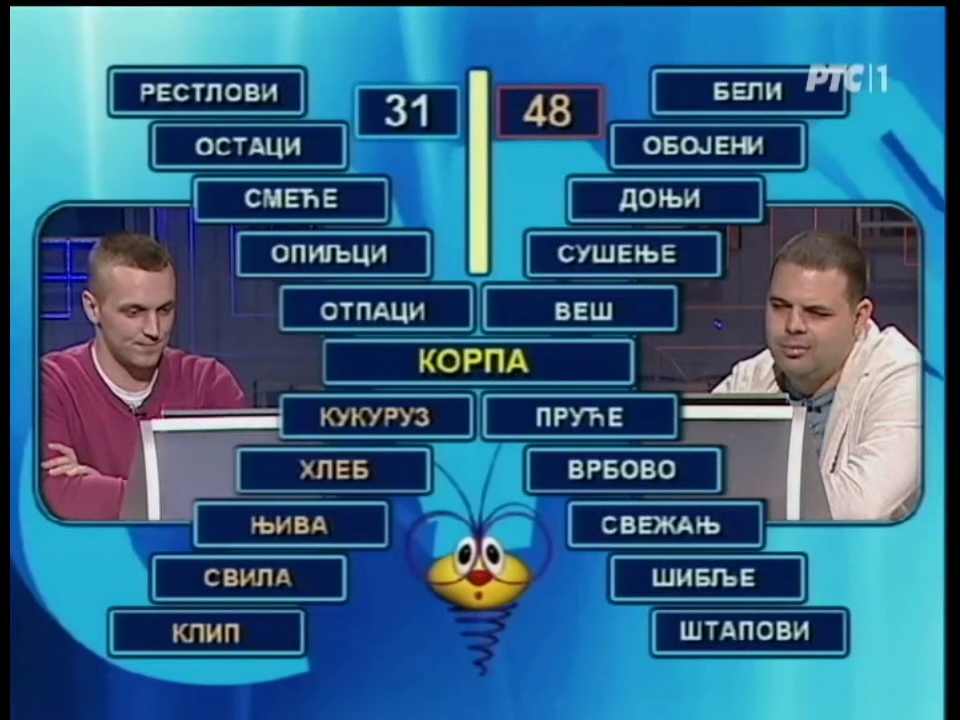 РЕСТЛОВИ 31 48 БЕЛИ РТС|1
ОСТАЦИ ОБОЈЕНИ
СМЕЋЕ ДОЊИ
ОПИЉЦИ СУШЕЊЕ
ОТПАЦИ ВЕШ
КОРПА
КУКУРУЗ ПРУЋЕ
ХЛЕБ ВРБОВО
ЊИВА СВЕЖАЊ
СВИЛА ШИБЉЕ
КЛИП ШТАПОВИ